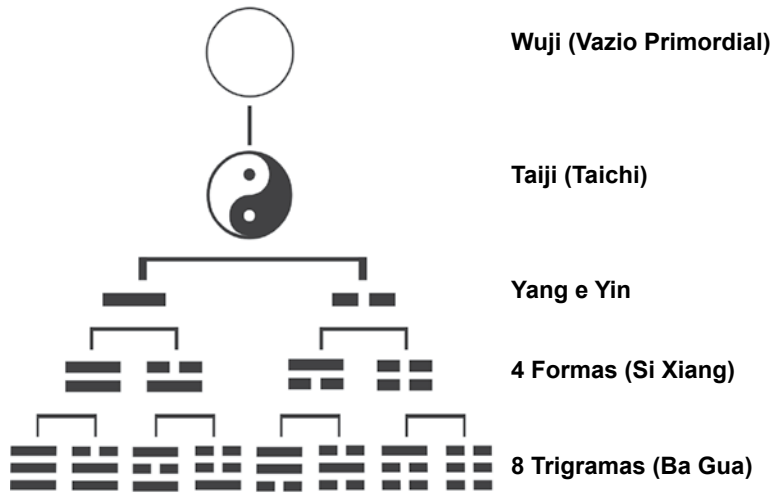 Wuji (Vazio Primordial)
Taiji (Taichi)
Yang e Yin
4 Formas (Si Xiang)
8 Trigramas (Ba Gua)